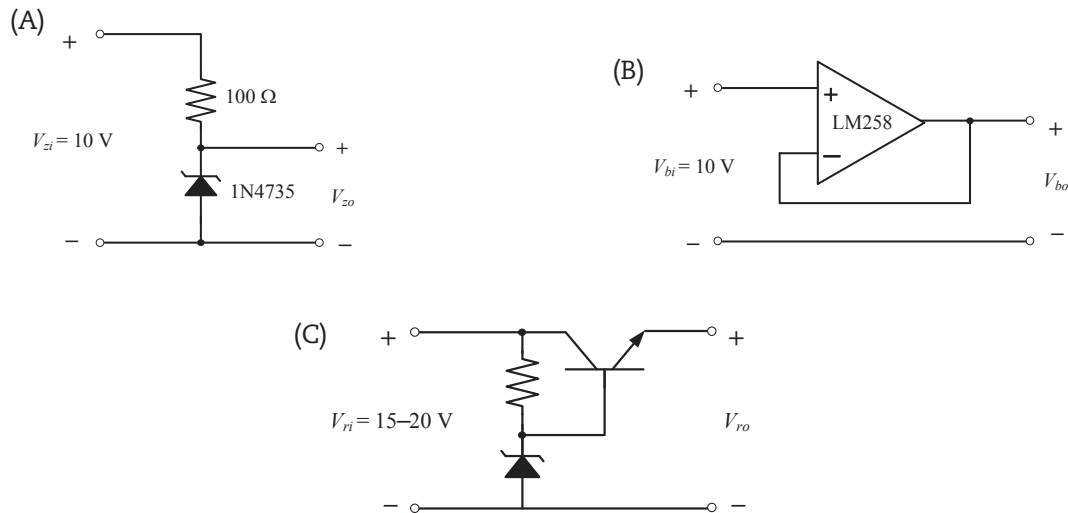 (A)
+
100 Ω
V_zi = 10 V
+
1N4735
V_zo
−
−
(B)
+
+
LM258
+
V_bi = 10 V
−
V_bo
−
−
(C)
+
+
V_ri = 15–20 V
V_ro
−
−